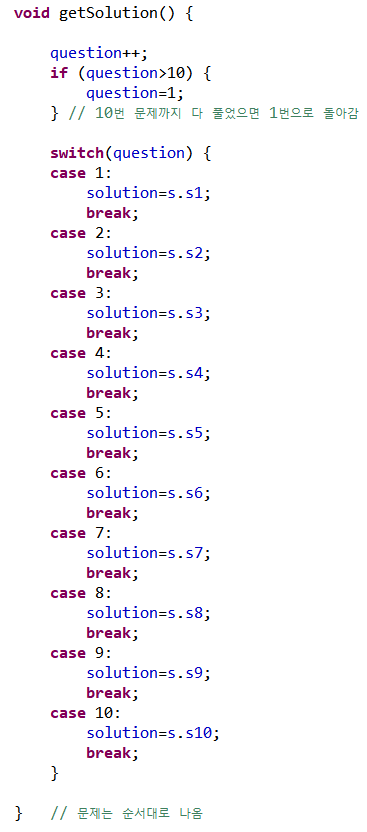 void getSolution() {
question++;
if (question>10) {
question=1;
} // 10번 문제까지 다 풀었으면 1번으로 돌아감
switch(question) {
case 1:
solution=s.s1;
break;
case 2:
solution=s.s2;
break;
case 3:
solution=s.s3;
break;
case 4:
solution=s.s4;
break;
case 5:
solution=s.s5;
break;
case 6:
solution=s.s6;
break;
case 7:
solution=s.s7;
break;
case 8:
solution=s.s8;
break;
case 9:
solution=s.s9;
break;
case 10:
solution=s.s10;
break;
}
} // 문제는 순서대로 나옴